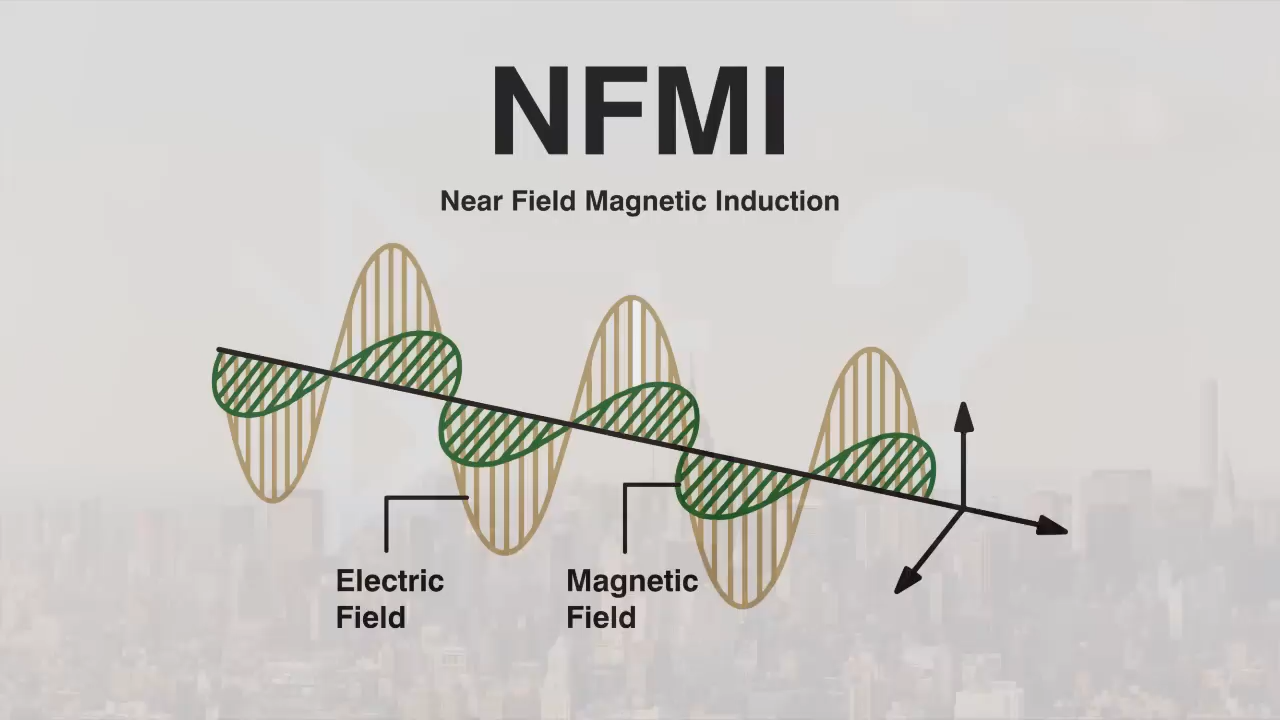 NFMI
Near Field Magnetic Induction
Electric
Field
Magnetic
Field
?